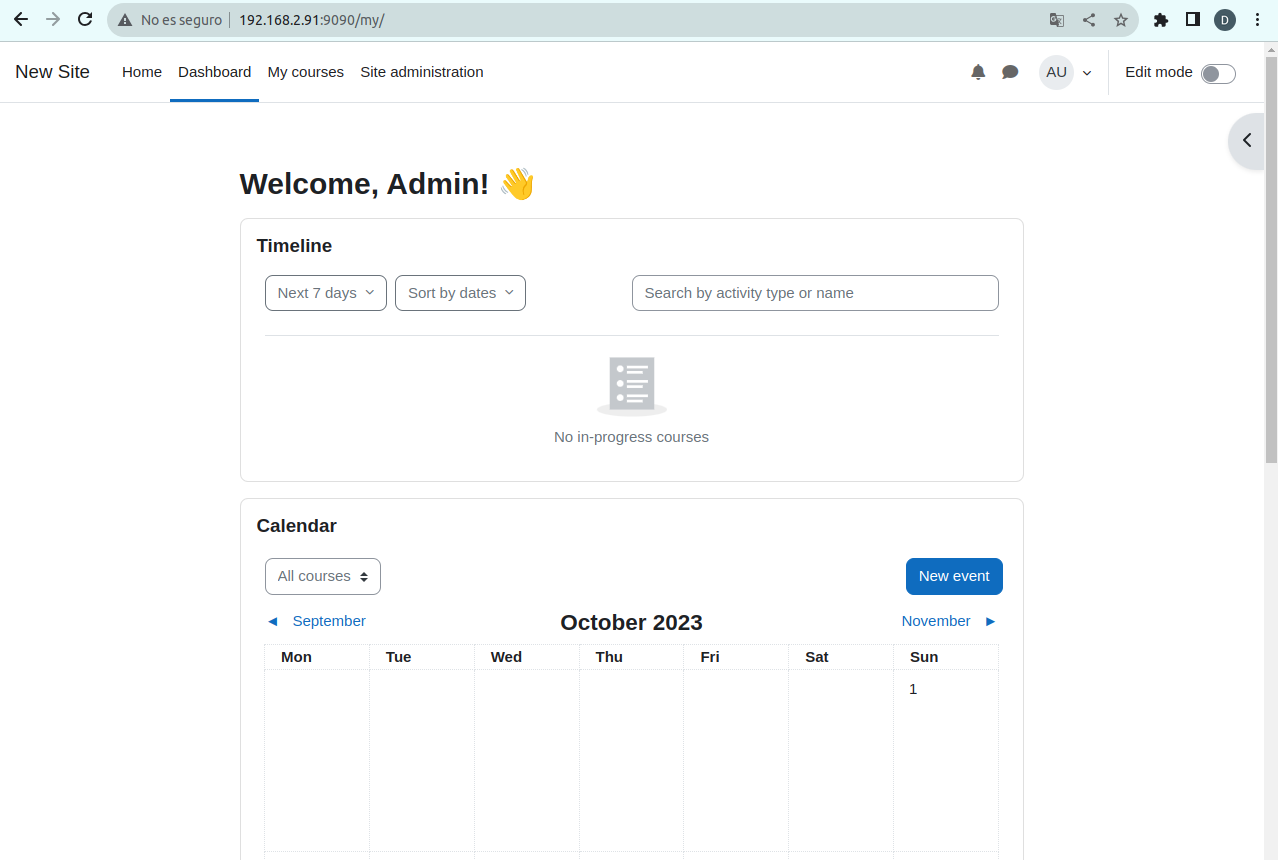 No es seguro 192.168.2.91:9090/my/ D
New Site Home Dashboard My courses Site administration AU Edit mode
Welcome, Admin! 👋
Timeline
Next 7 days Sort by dates Search by activity type or name
No in-progress courses
Calendar
All courses New event
◄ September October 2023 November ►
Mon Tue Wed Thu Fri Sat Sun
1